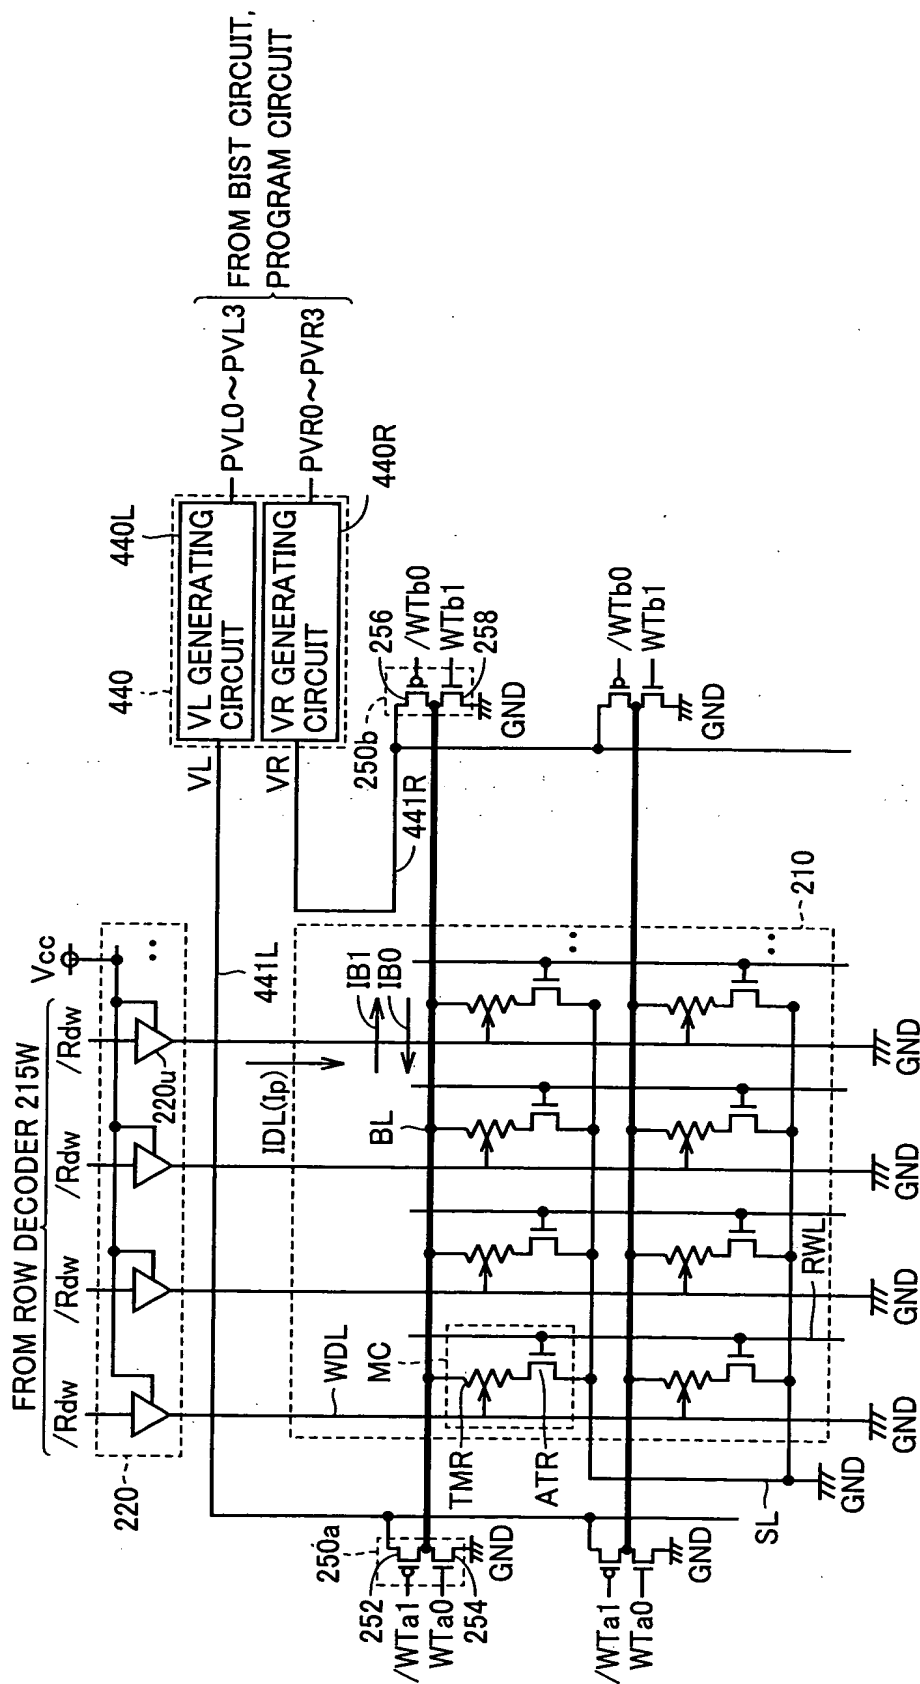 FROM BIST CIRCUIT,
PROGRAM CIRCUIT
PVL0~PVL3
PVR0~PVR3
440L
440
440R
VL GENERATING
CIRCUIT
VR GENERATING
CIRCUIT
VL
VR
FROM ROW DECODER 215W
/Rdw
/Rdw
/Rdw
/Rdw
Vcc
220
220u
441L
441R
250b
256
/WTb0
WTb1
258
GND
/WTb0
WTb1
GND
IDL(Ip)
IB1
IB0
BL
210
WDL
MC
TMR
ATR
RWL
SL
GND
GND
GND
GND
GND
250a
252
/WTa1
WTa0
254
GND
/WTa1
WTa0
GND